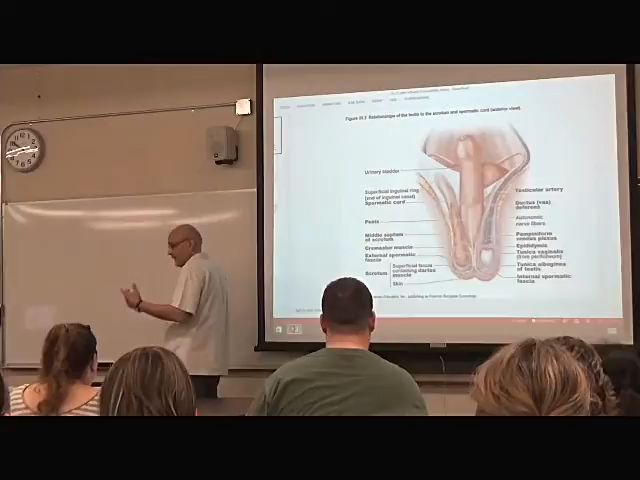 Relationships of the testis to the scrotum and spermatic cord (anterior view).
Urinary bladder
Superficial inguinal ring
(end of inguinal canal)
Spermatic cord
Penis
Middle septum
of scrotum
Cremaster muscle
External spermatic
fascia
Scrotum
Superficial fascia
containing dartos
muscle
Skin
Testicular artery
Ductus (vas)
deferens
Autonomic
nerve fibers
Pampiniform
venous plexus
Epididymis
Tunica vaginalis
(from peritoneum)
Tunica albuginea
of testis
Internal spermatic
fascia